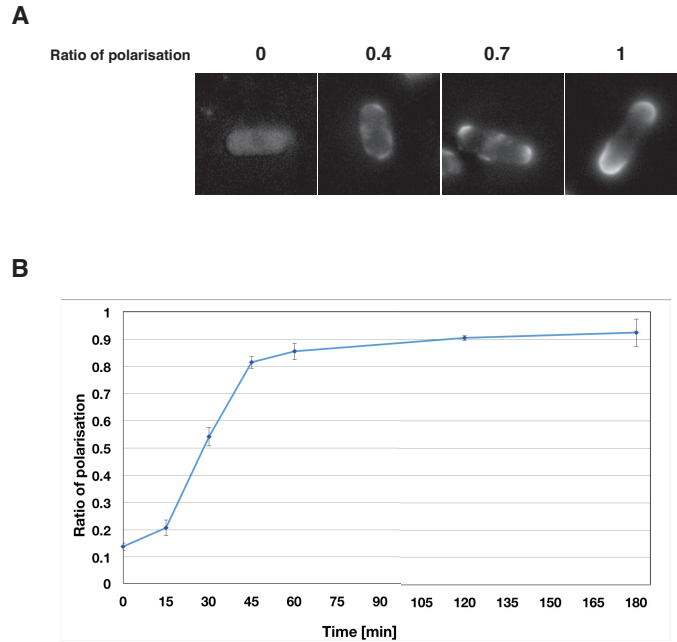 A
Ratio of polarisation 0 0.4 0.7 1
B
1
0.9
0.8
0.7
0.6
0.5
0.4
0.3
0.2
0.1
0
Ratio of polarisation
0 15 30 45 60 75 90 105 120 135 150 165 180
Time [min]